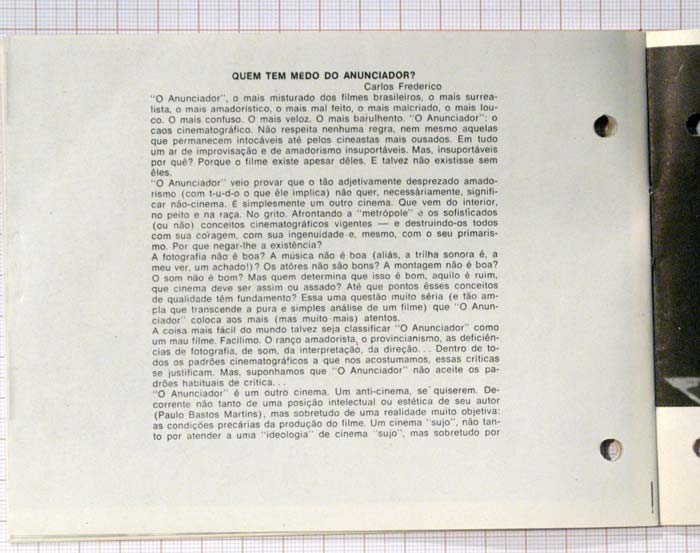 QUEM TEM MÊDO DO ANUNCIADOR?
Carlos Frederico
"O Anunciador", o mais misturado dos filmes brasileiros, o mais surrea-
lista, o mais amadorístico, o mais mal feito, o mais malcriado, o mais lou-
co. O mais confuso. O mais veloz. O mais barulhento. "O Anunciador": o
caos cinematográfico. Não respeita nenhuma regra, nem mesmo aquelas
que permanecem intocáveis até pelos cineastas mais ousados. Em tudo
um ar de improvisação e de amadorismo insuportáveis. Mas, insuportáveis
por quê? Porque o filme existe apesar dêles. E talvez não existisse sem
êles.
"O Anunciador" veio provar que o tão adjetivamente desprezado amado-
rismo (com t-u-d-o o que êle implica) não quer, necessàriamente, signifi-
car não-cinema. É simplesmente um outro cinema. Que vem do interior,
no peito e na raça. No grito. Afrontando a "metrópole" e os sofisticados
(ou não) conceitos cinematográficos vigentes — e destruindo-os todos
com sua coragem, com sua ingenuidade e, mesmo, com o seu primaris-
mo. Por que negar-lhe a existência?
A fotografia não é boa? A música não é boa (aliás, a trilha sonora é, a
meu ver, um achado!)? Os atôres não são bons? A montagem não é boa?
O som não é bom? Mas quem determina que isso é bom, aquilo é ruim,
que cinema deve ser assim ou assado? Até que pontos êsses conceitos
de qualidade têm fundamento? Essa uma questão muito séria (e tão am-
pla que transcende a pura e simples análise de um filme) que "O Anun-
ciador" coloca aos mais (mas muito mais) atentos.
A coisa mais fácil do mundo talvez seja classificar "O Anunciador" como
um mau filme. Facílimo. O ranço amadorista, o provincianismo, as deficiên-
cias de fotografia, de som, da interpretação, da direção... Dentro de to-
dos os padrões cinematográficos a que nos acostumamos, essas críticas
se justificam. Mas, suponhamos que "O Anunciador" não aceite os pa-
drões habituais de crítica...
"O Anunciador" é um outro cinema. Um anti-cinema, se quiserem. De-
corrente não tanto de uma posição intelectual ou estética de seu autor
(Paulo Bastos Martins), mas sobretudo de uma realidade muito objetiva:
as condições precárias da produção do filme. Um cinema "sujo", não tan-
to por atender a uma "ideologia" de cinema "sujo", mas sobretudo por